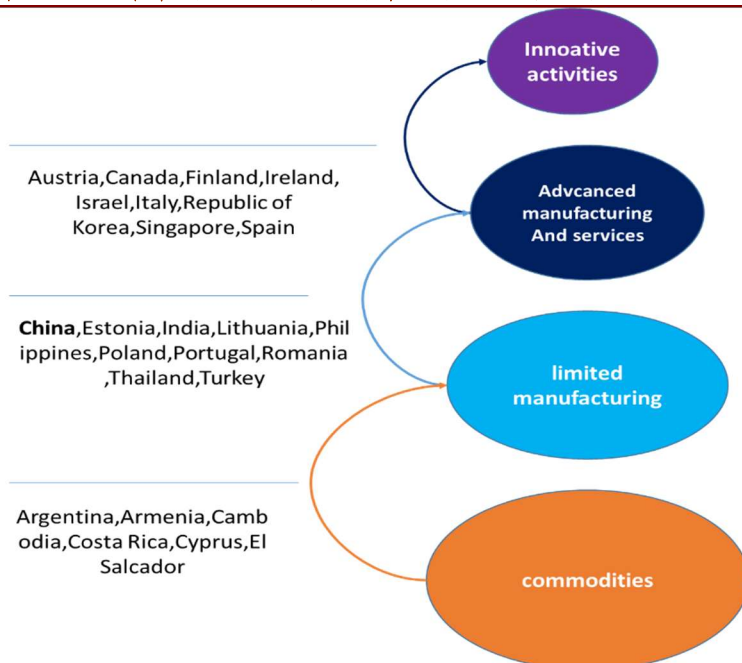 Innoative
activities
Austria,Canada,Finland,Ireland,
Israel,Italy,Republic of
Korea,Singapore,Spain
Advcanced
manufacturing
And services
China,Estonia,India,Lithuania,Phil
ippines,Poland,Portugal,Romania
,Thailand,Turkey
limited
manufacturing
Argentina,Armenia,Camb
odia,Costa Rica,Cyprus,El
Salcador
commodities